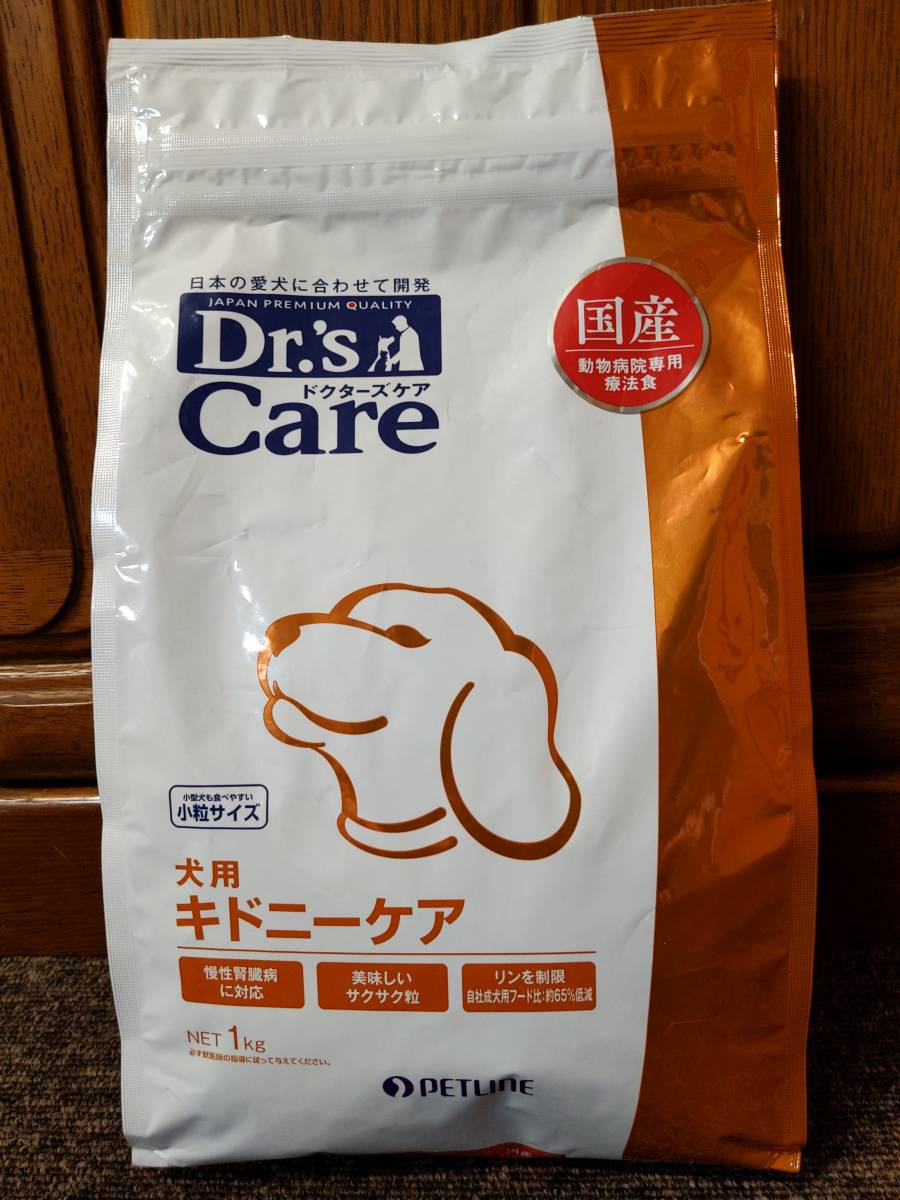 日本の愛犬に合わせて開発
JAPAN PREMIUM QUALITY
Dr.'s
ドクターズケア
Care
国産
動物病院専用
療法食
小型犬も食べやすい
小粒サイズ
犬用
キドニーケア
慢性腎臓病
に対応
美味しい
サクサク粒
リンを制限
自社成犬用フード比:約65%低減
NET 1kg
必ず獣医師の指導に従って与えてください。
PETLINE
国産